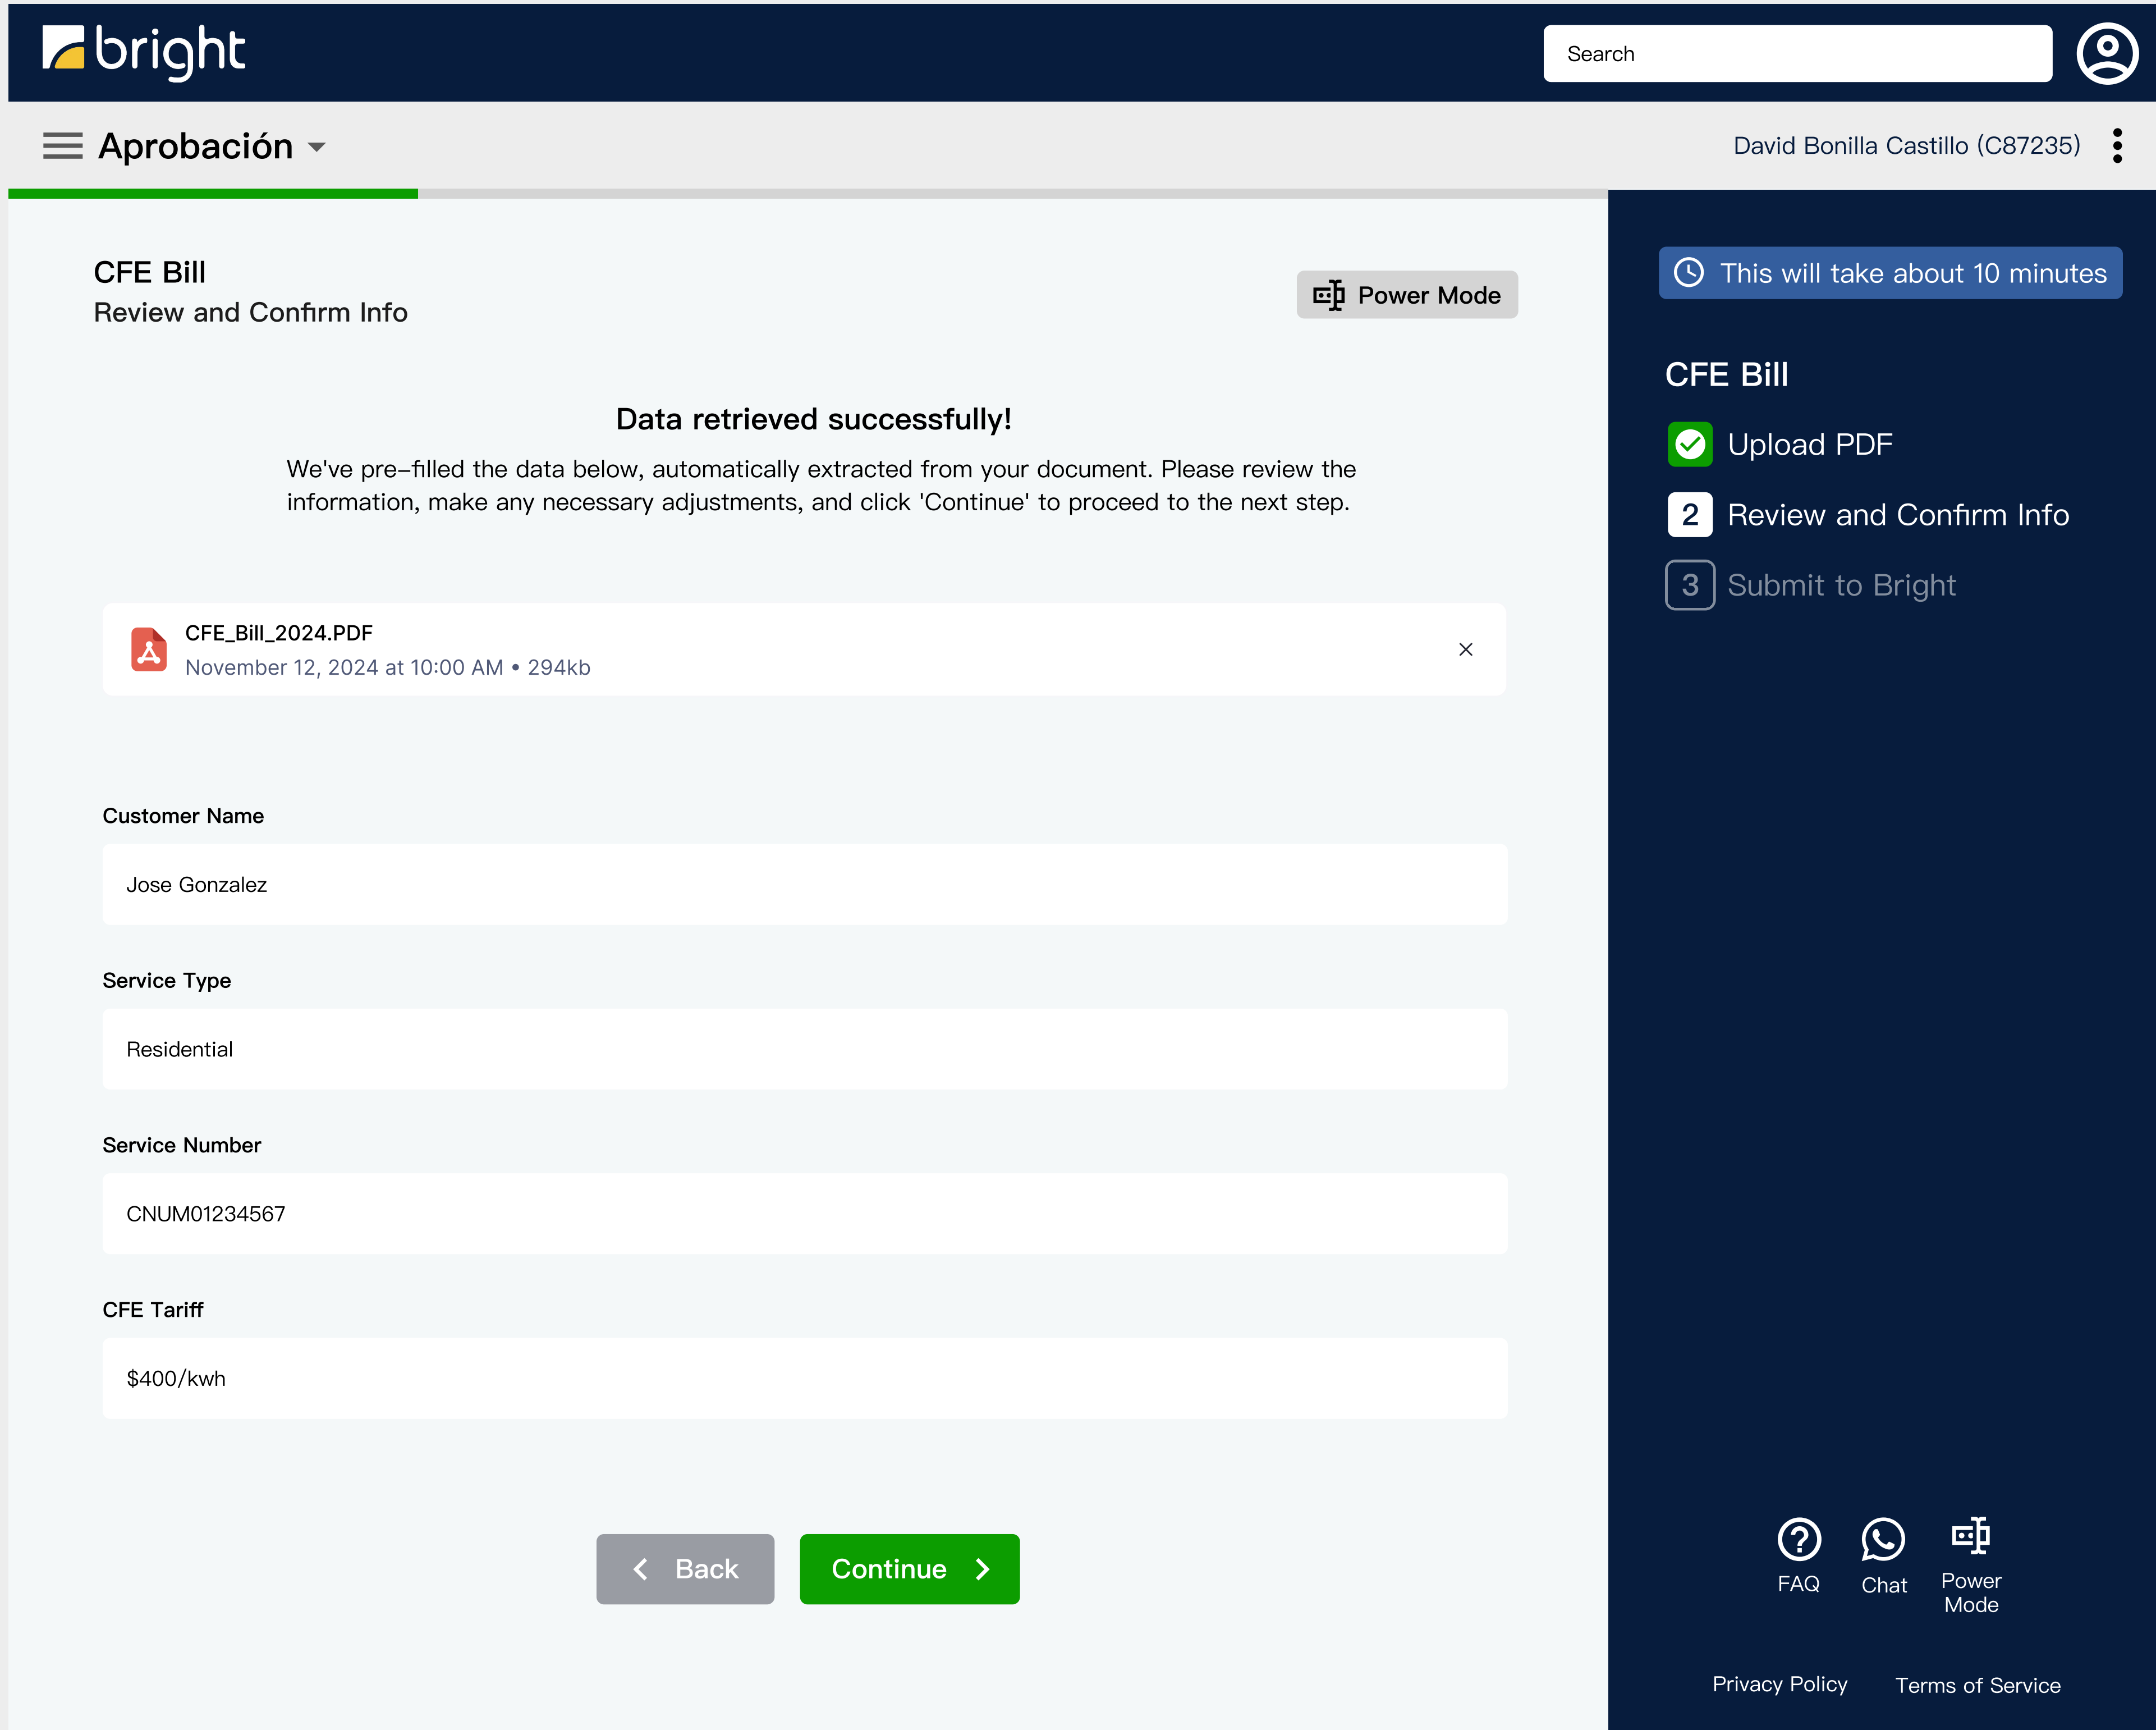 bright
Search
Aprobación
David Bonilla Castillo (C87235)
CFE Bill
Review and Confirm Info
Power Mode
Data retrieved successfully!
We've pre-filled the data below, automatically extracted from your document. Please review the
information, make any necessary adjustments, and click 'Continue' to proceed to the next step.
CFE_Bill_2024.PDF
November 12, 2024 at 10:00 AM • 294kb
Customer Name
Jose Gonzalez
Service Type
Residential
Service Number
CNUM01234567
CFE Tariff
$400/kwh
Back
Continue
This will take about 10 minutes
CFE Bill
Upload PDF
2 Review and Confirm Info
3 Submit to Bright
FAQ
Chat
Power
Mode
Privacy Policy
Terms of Service